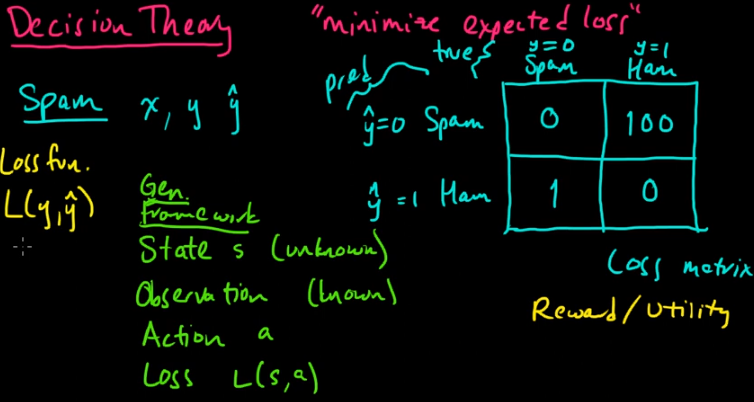 Decision Theory "minimize expected loss"
Spam x, y ŷ
Loss fun.
L(y,ŷ)
Gen.
framework
State s (unknown)
Observation (known)
Action a
Loss L(s,a)
pred true
y=0 y=1
Spam Ham
ŷ=0 Spam 0 100
ŷ=1 Ham 1 0
Loss matrix
Reward/Utility